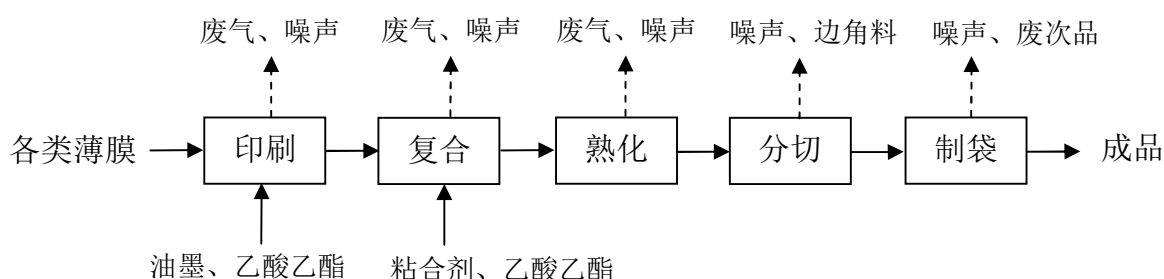 废气、噪声 废气、噪声 废气、噪声 噪声、边角料 噪声、废次品
各类薄膜 印刷 复合 熟化 分切 制袋 成品
油墨、乙酸乙酯 粘合剂、乙酸乙酯